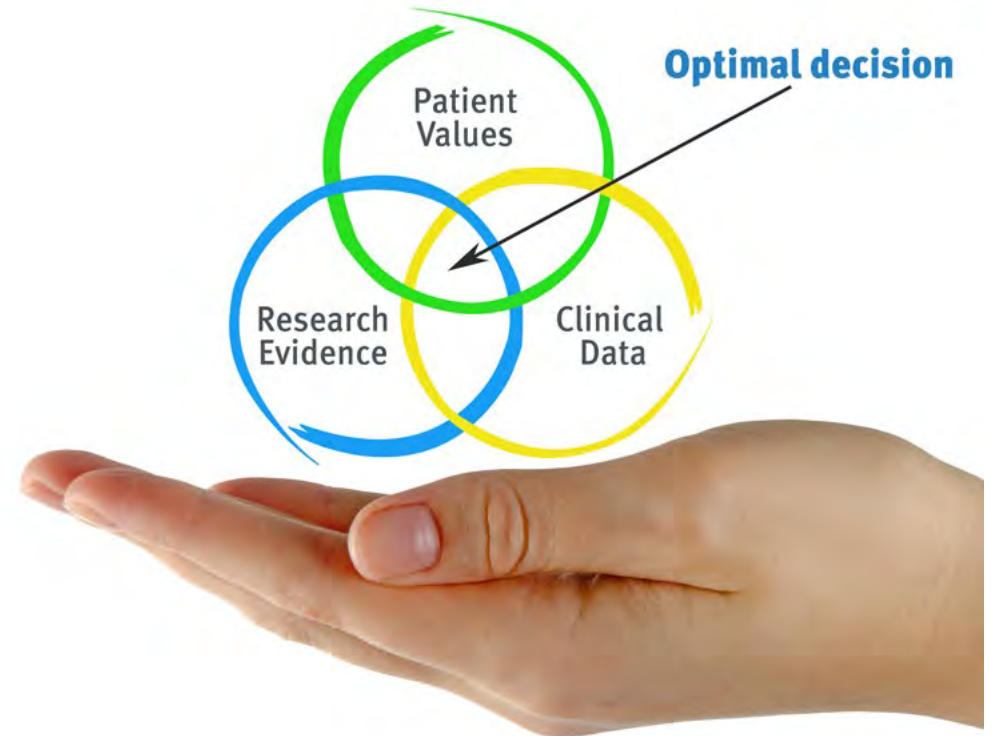 Optimal decision
Patient
Values
Research
Evidence
Clinical
Data